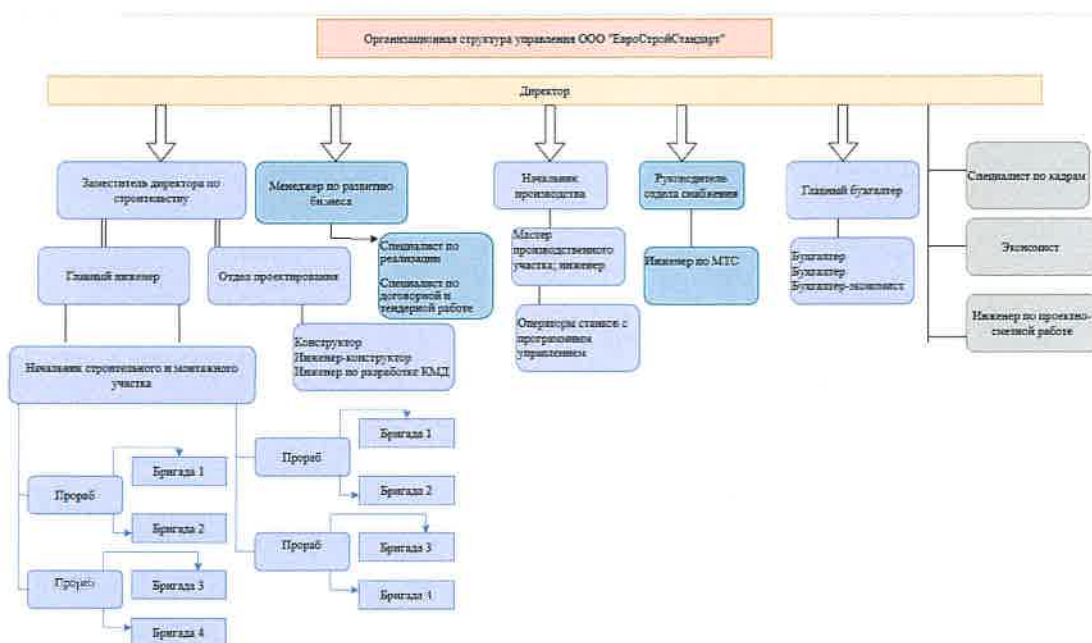 Организационная структура управления ООО "ЕвроСтройСтандарт"
Директор
Заместитель директора по
строительству
Менеджер по развитию
бизнеса
Начальник
производства
Руководитель
отдела снабжения
Главный бухгалтер
Специалист по кадрам
Главный инженер
Отдел проектирования
Специалист по
реализации
Специалист по
договорной и
тендерной работе
Мастер
производственного
участка; инженер
Инженер по МТС
Бухгалтер
Бухгалтер
Бухгалтер-экономист
Экономист
Начальник строительного и монтажного
участка
Конструктор
Инженер-конструктор
Инженер по разработке КМД
Операторы станков с
программным
управлением
Инженер по проектно-
сметной работе
Прораб
Бригада 1
Бригада 2
Прораб
Бригада 3
Бригада 4
Прораб
Бригада 1
Бригада 2
Прораб
Бригада 3
Бригада 4